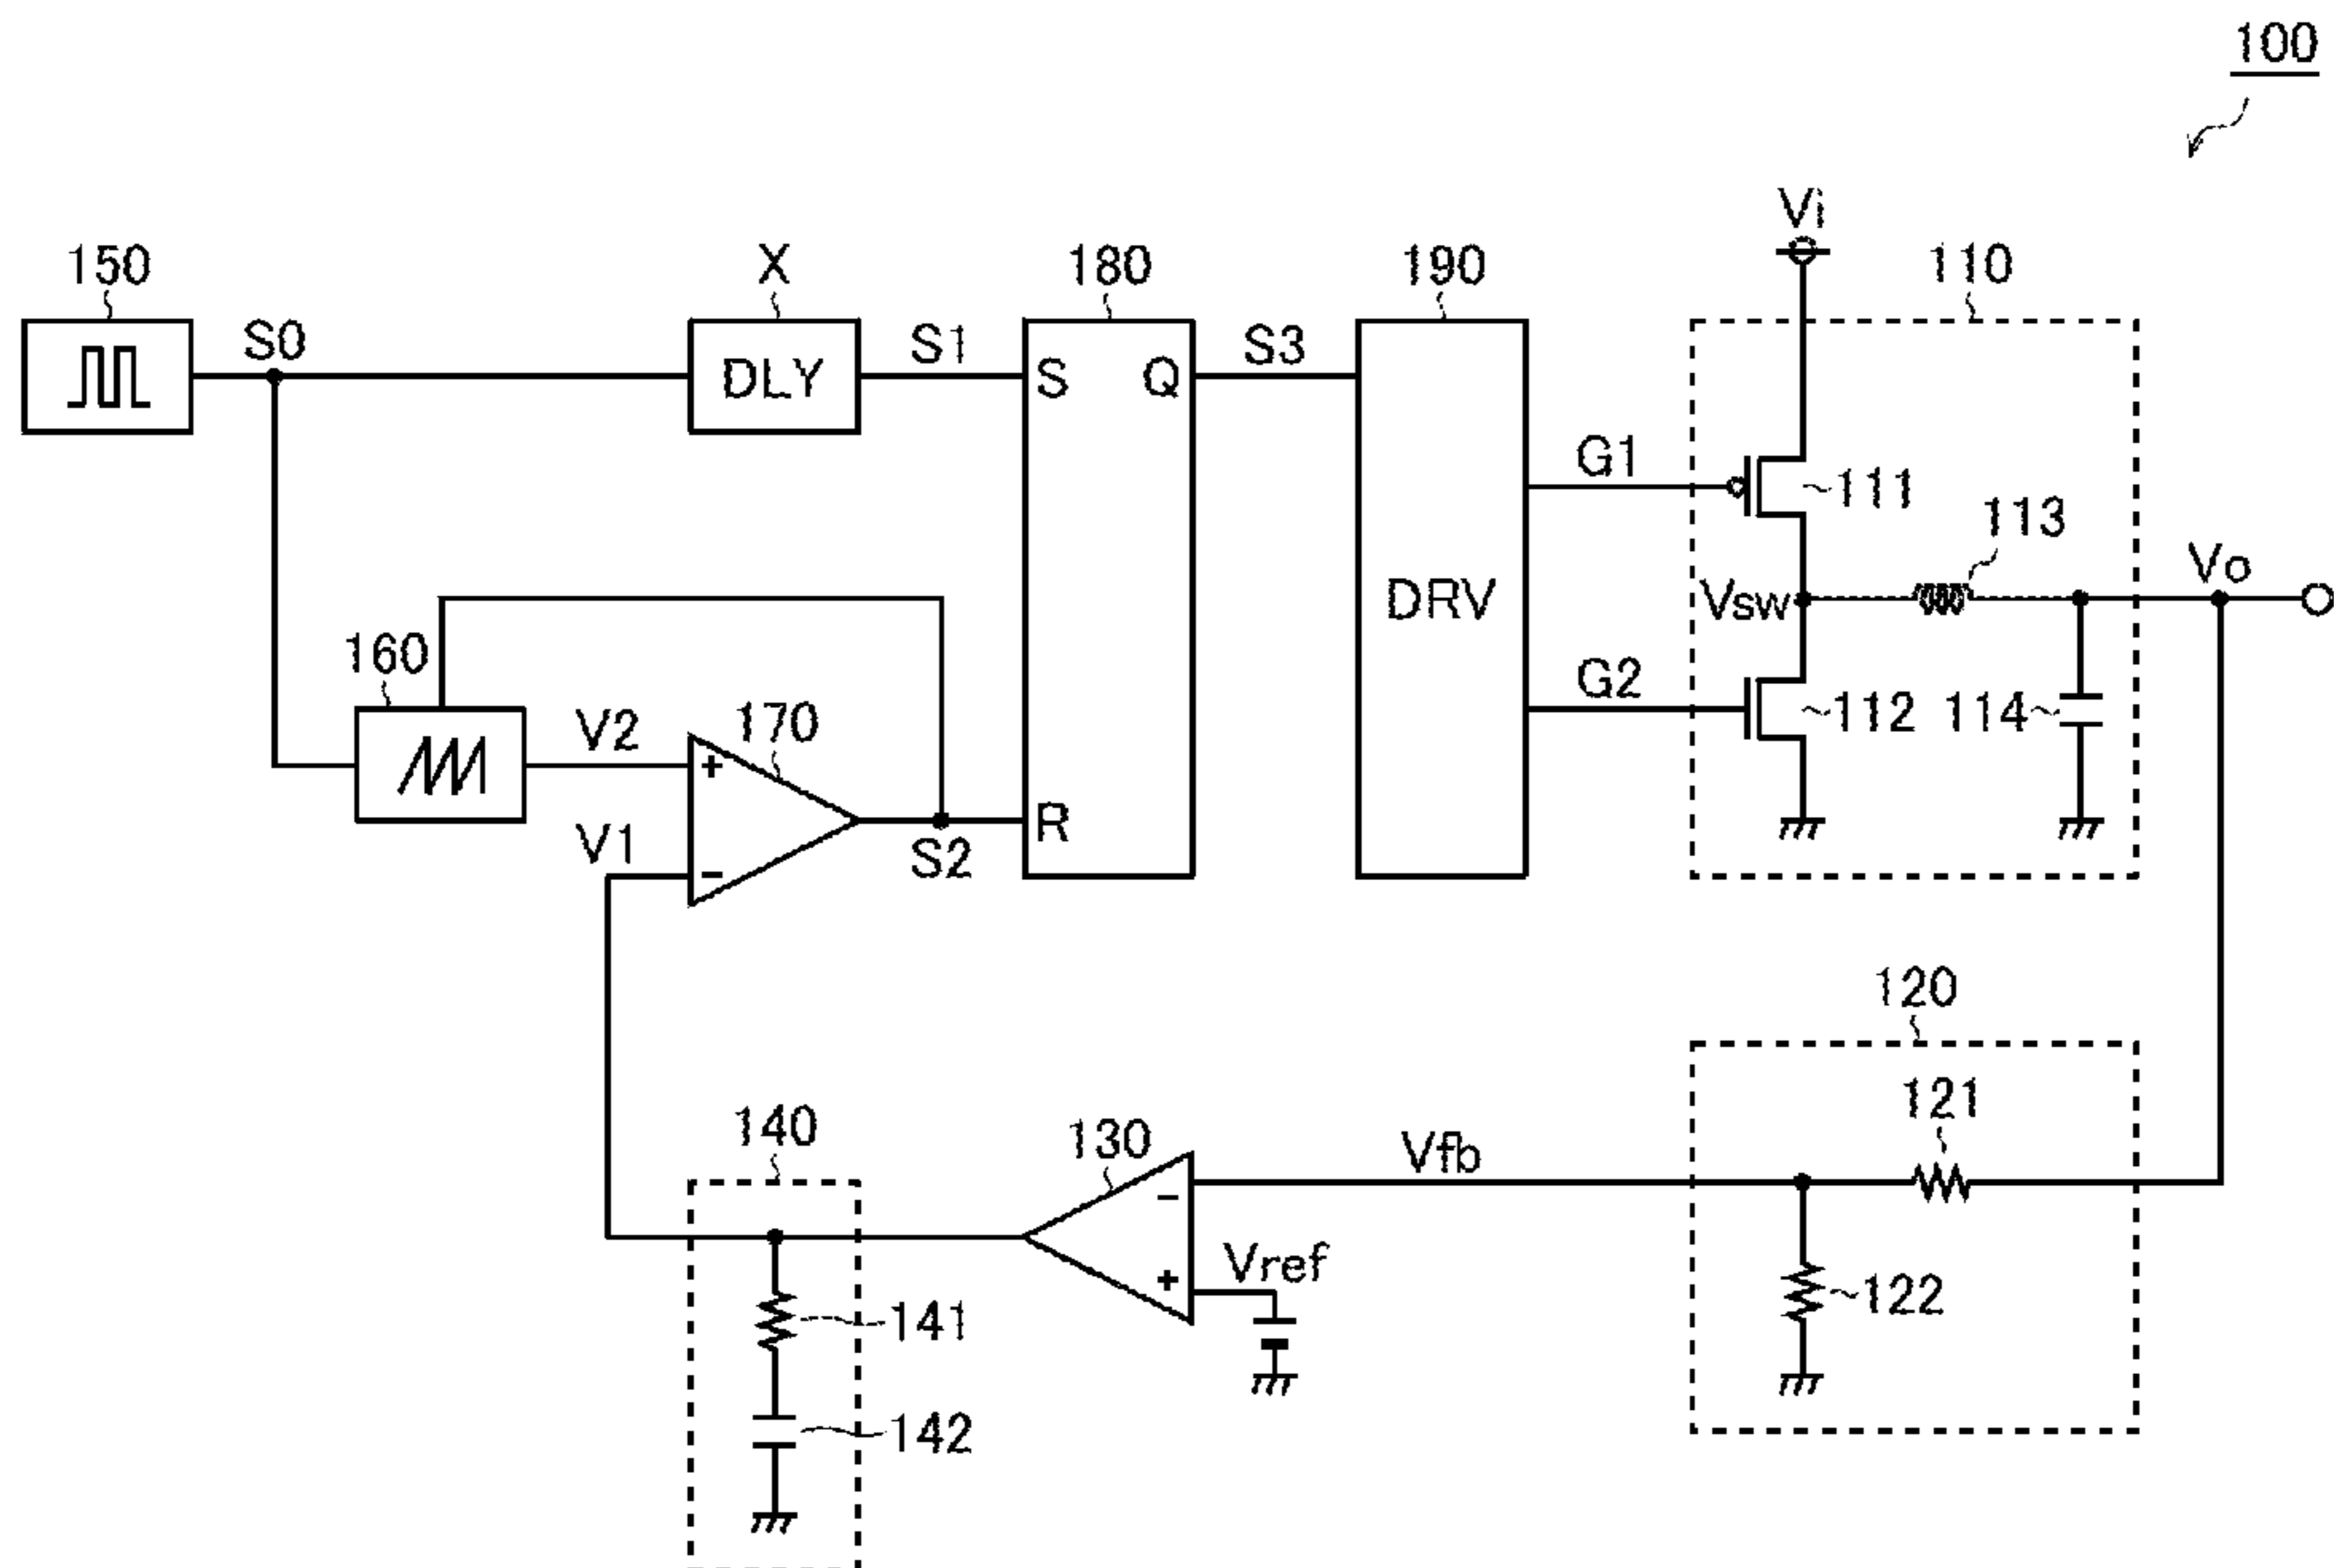 100
Vi
150
X
180
190
110
S0
S1
S3
DLY
S
Q
G1
111
113
Vo
Vsw
DRV
160
G2
170
V2
112
114
+
R
V1
S2
-
120
121
140
130
Vfb
-
Vref
+
122
141
142